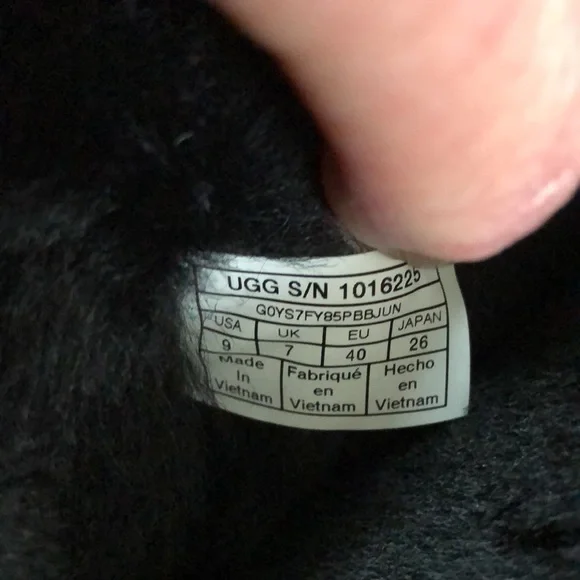 UGG S/N 1016225
G0YS7FY85PBBJUN
USA UK EU JAPAN
9 7 40 26
Made In Vietnam
Fabriqué en Vietnam
Hecho en Vietnam